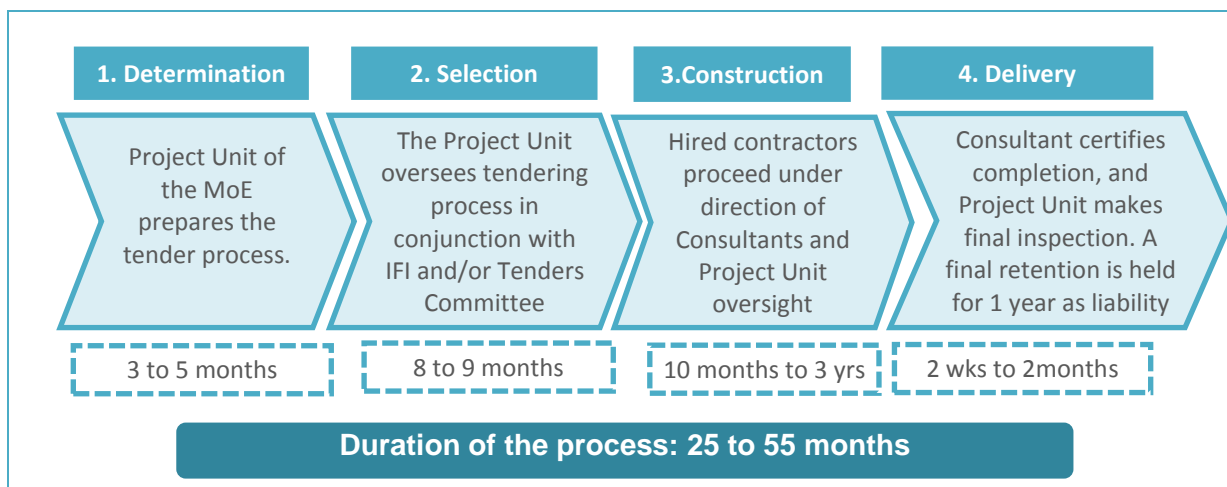 1. Determination
Project Unit of
the MoE
prepares the
tender process.
3 to 5 months
2. Selection
The Project Unit
oversees tendering
process in
conjunction with
IFI and/or Tenders
Committee
8 to 9 months
3.Construction
Hired contractors
proceed under
direction of
Consultants and
Project Unit
oversight
10 months to 3 yrs
4. Delivery
Consultant certifies
completion, and
Project Unit makes
final inspection. A
final retention is held
for 1 year as liability
2 wks to 2months
Duration of the process: 25 to 55 months